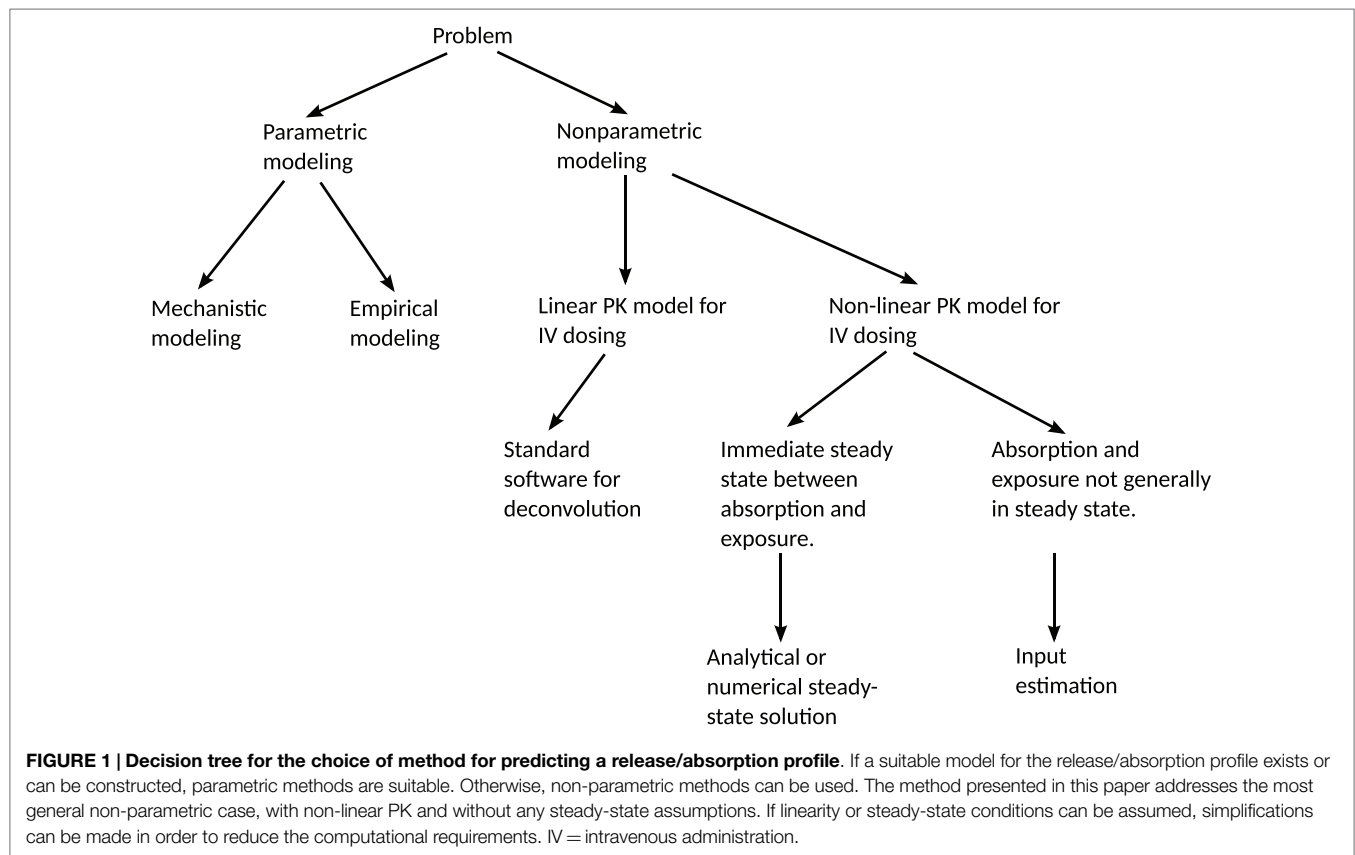 Problem
Parametric
modeling
Nonparametric
modeling
Mechanistic
modeling
Empirical
modeling
Linear PK model for
IV dosing
Non-linear PK model for
IV dosing
Standard
software for
deconvolution
Immediate steady
state between
absorption and
exposure.
Absorption and
exposure not generally
in steady state.
Analytical or
numerical steady-
state solution
Input
estimation
FIGURE 1 | Decision tree for the choice of method for predicting a release/absorption profile. If a suitable model for the release/absorption profile exists or
can be constructed, parametric methods are suitable. Otherwise, non-parametric methods can be used. The method presented in this paper addresses the most
general non-parametric case, with non-linear PK and without any steady-state assumptions. If linearity or steady-state conditions can be assumed, simplifications
can be made in order to reduce the computational requirements. IV = intravenous administration.